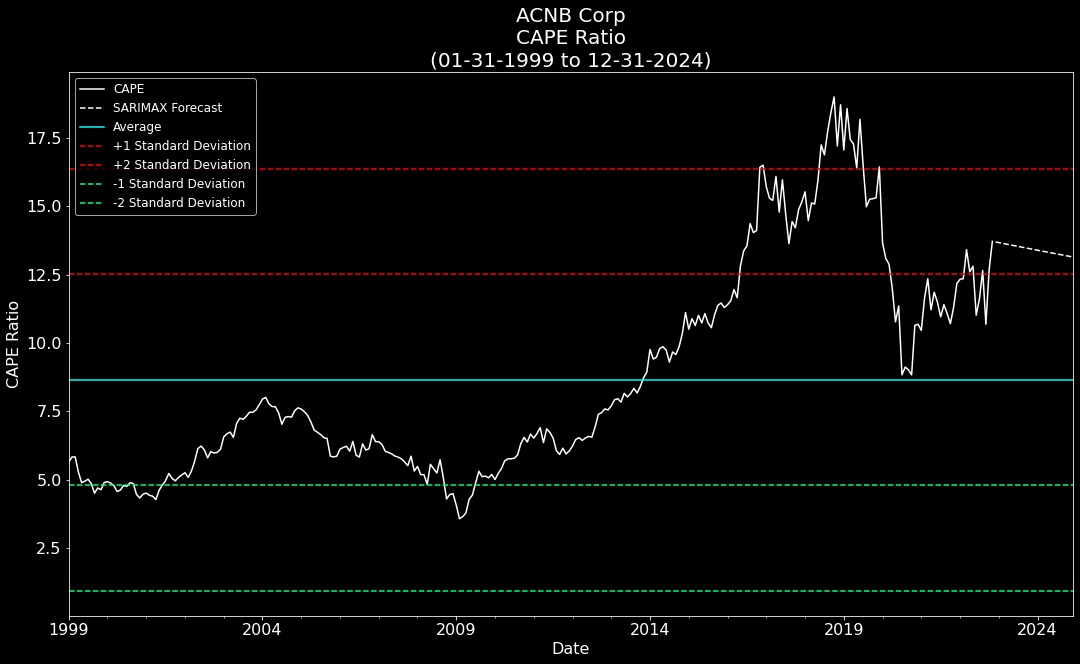 ACNB Corp
CAPE Ratio
(01-31-1999 to 12-31-2024)
CAPE
SARIMAX Forecast
Average
+1 Standard Deviation
+2 Standard Deviation
-1 Standard Deviation
-2 Standard Deviation
17.5
15.0
12.5
10.0
7.5
5.0
2.5
CAPE Ratio
1999 2004 2009 2014 2019 2024
Date